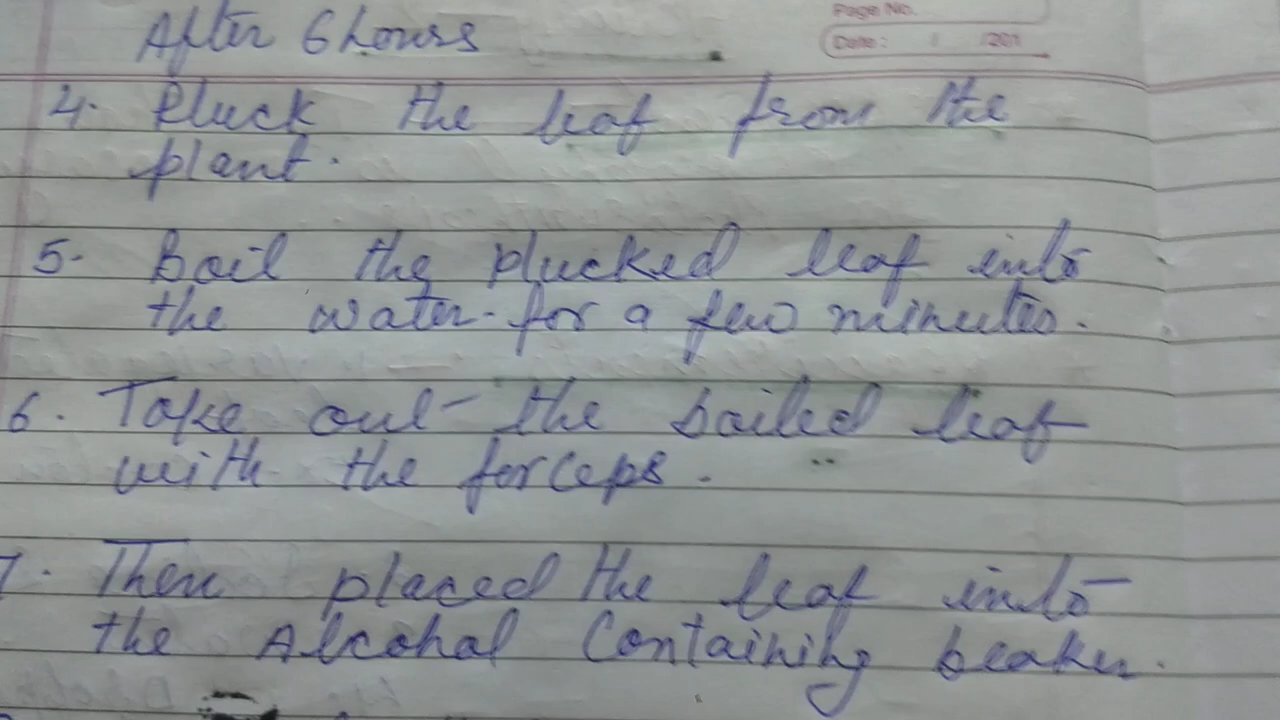 Page No.
Date: / /201
After 6 hours
4. Pluck the leaf from the
plant.
5. Boil the plucked leaf into
the water for a few minutes.
6. Take out the boiled leaf
with the forceps.
7. Then placed the leaf into
the Alcohal Containing beaker.